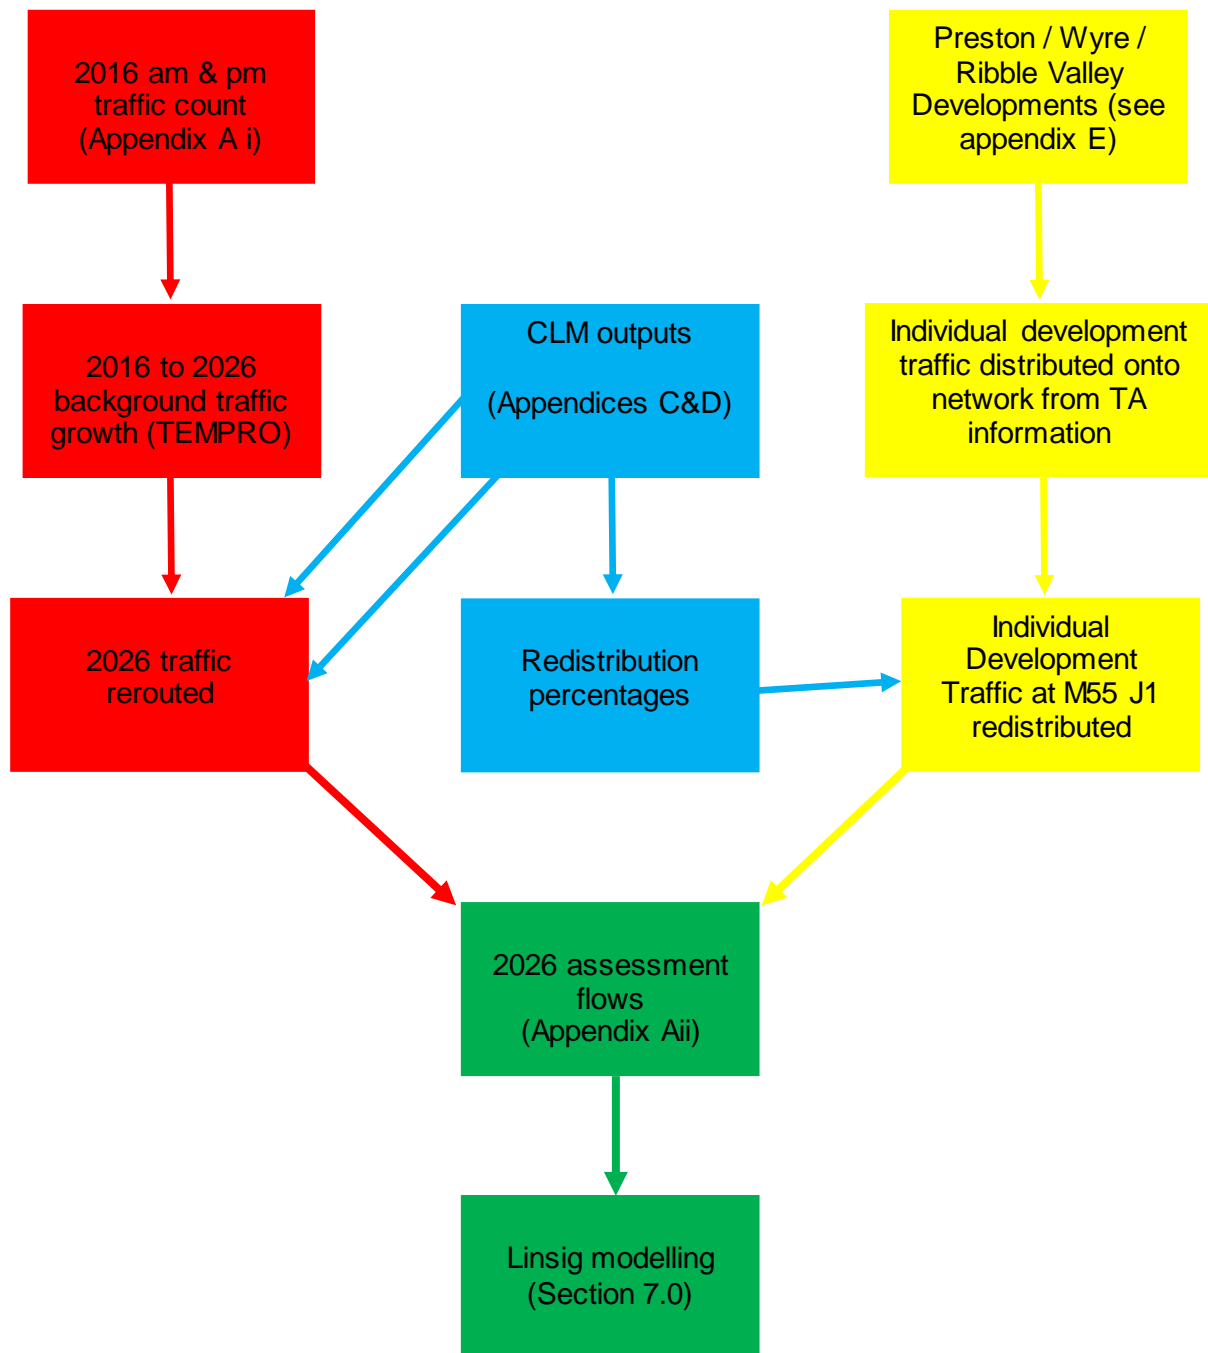 2016 am & pm
traffic count
(Appendix A i)
Preston / Wyre /
Ribble Valley
Developments (see
appendix E)
2016 to 2026
background traffic
growth (TEMPRO)
CLM outputs
(Appendices C&D)
Individual development
traffic distributed onto
network from TA
information
2026 traffic
rerouted
Redistribution
percentages
Individual
Development
Traffic at M55 J1
redistributed
2026 assessment
flows
(Appendix Aii)
Linsig modelling
(Section 7.0)